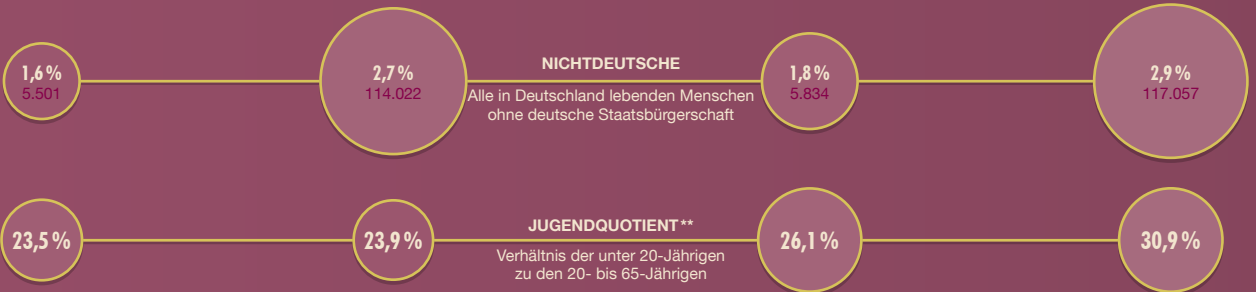 1,6 %
5.501
2,7 %
114.022
NICHTDEUTSCHE
Alle in Deutschland lebenden Menschen
ohne deutsche Staatsbürgerschaft
1,8 %
5.834
2,9 %
117.057
23,5 %
23,9 %
JUGENDQUOTIENT**
Verhältnis der unter 20-Jährigen
zu den 20- bis 65-Jährigen
26,1 %
30,9 %